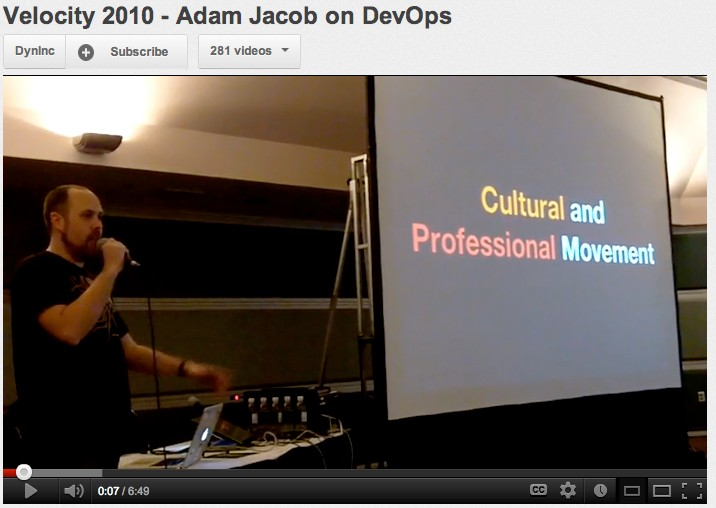 Velocity 2010 - Adam Jacob on DevOps
DynInc
Subscribe
281 videos
Cultural and
Professional Movement
0:07 / 6:49
CC